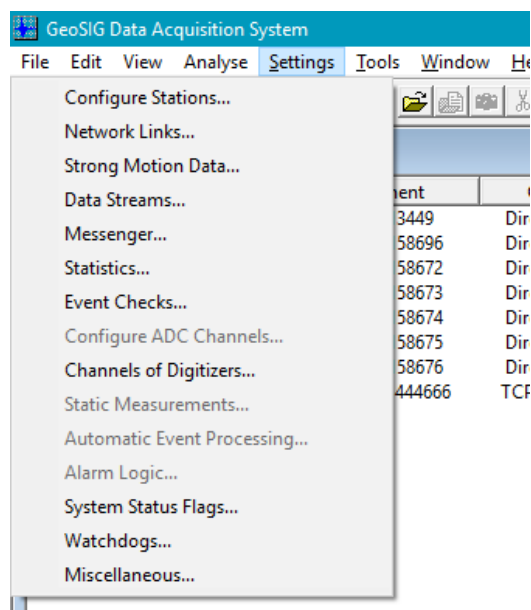 GeoSIG Data Acquisition System
File Edit View Analyse Settings Tools Window
Configure Stations...
Network Links...
Strong Motion Data...
Data Streams...
Messenger...
Statistics...
Event Checks...
Configure ADC Channels...
Channels of Digitizers...
Static Measurements...
Automatic Event Processing...
Alarm Logic...
System Status Flags...
Watchdogs...
Miscellaneous...
3449
58696
58672
58673
58674
58675
58676
444666 TCP